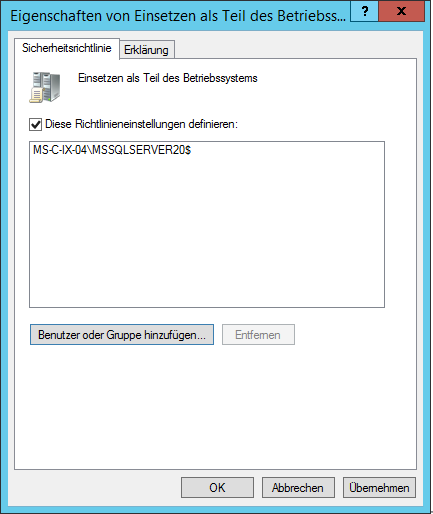 Eigenschaften von Einsetzen als Teil des Betriebss...
?
x
Sicherheitsrichtlinie
Erklärung
Einsetzen als Teil des Betriebssystems
Diese Richtlinieneinstellungen definieren:
MS-C-IX-04\MSSQLSERVER20$
Benutzer oder Gruppe hinzufügen...
Entfernen
OK
Abbrechen
Übernehmen